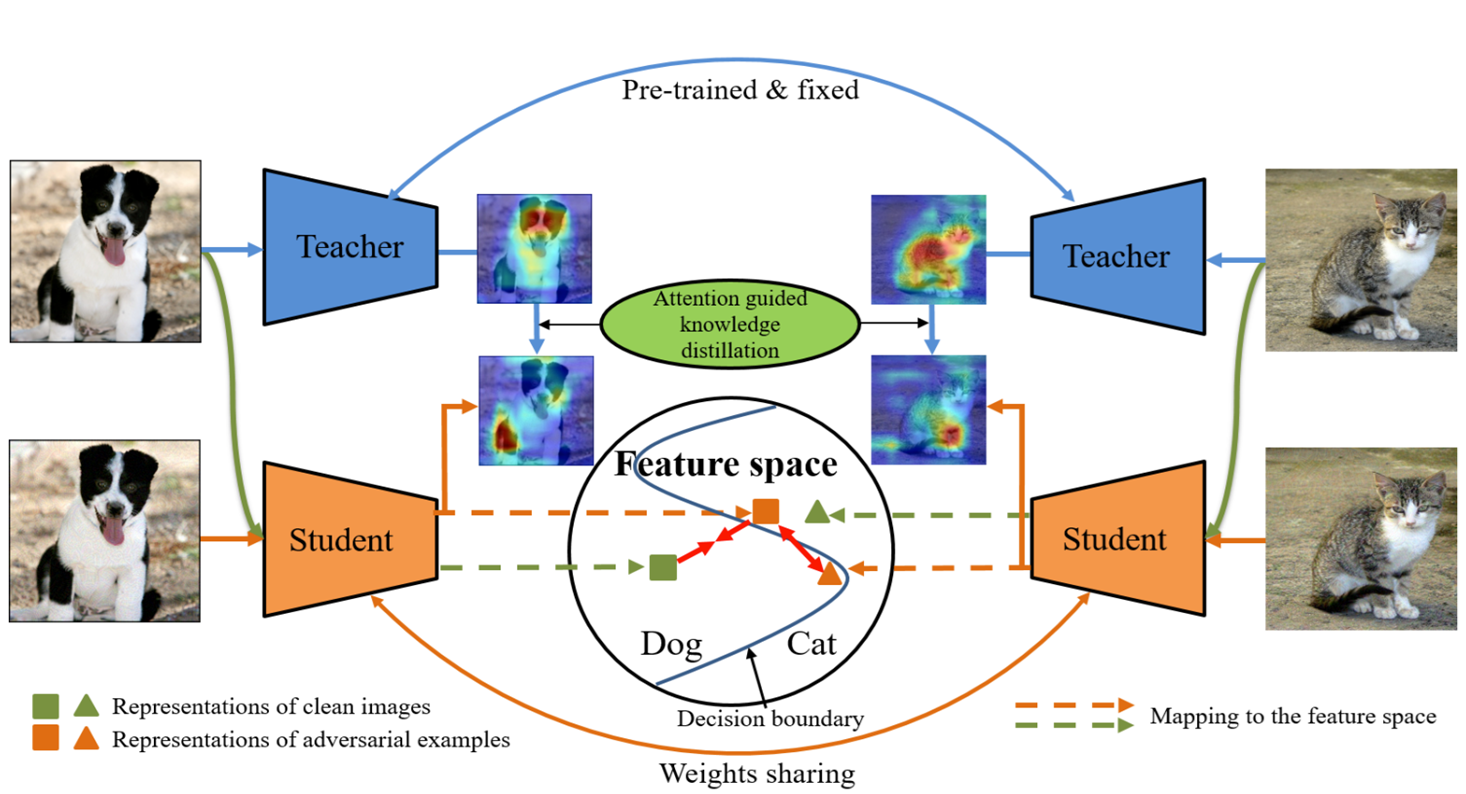 Pre-trained & fixed
Teacher
Teacher
Attention guided
knowledge
distillation
Feature space
Student
Student
Dog
Cat
Decision boundary
Representations of clean images
Representations of adversarial examples
Mapping to the feature space
Weights sharing